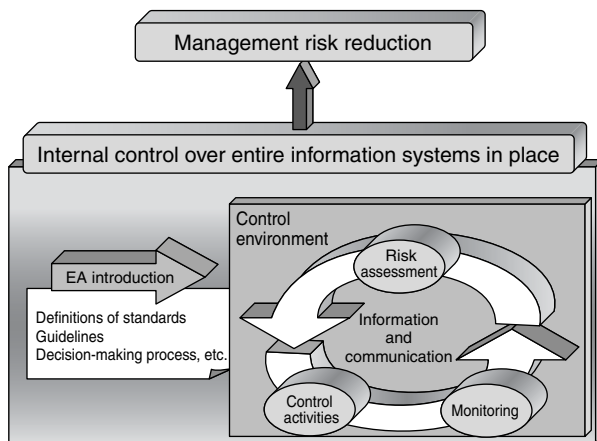 Management risk reduction
Internal control over entire information systems in place
Control
environment
EA introduction
Definitions of standards
Guidelines
Decision-making process, etc.
Risk
assessment
Information
and
communication
Control
activities
Monitoring